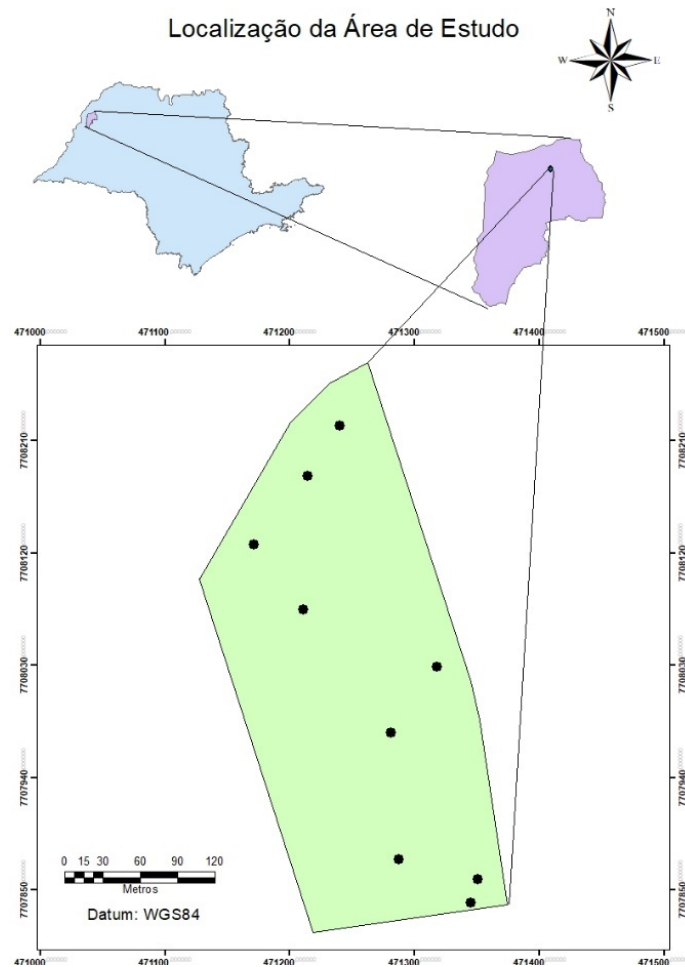 Localização da Área de Estudo
N
W E
S
471000 471100 471200 471300 471400 471500
7708210 7708210
7708120 7708120
7708030 7708030
7707940 7707940
7707850 7707850
0 15 30 60 90 120
Metros
Datum: WGS84
471000 471100 471200 471300 471400 471500